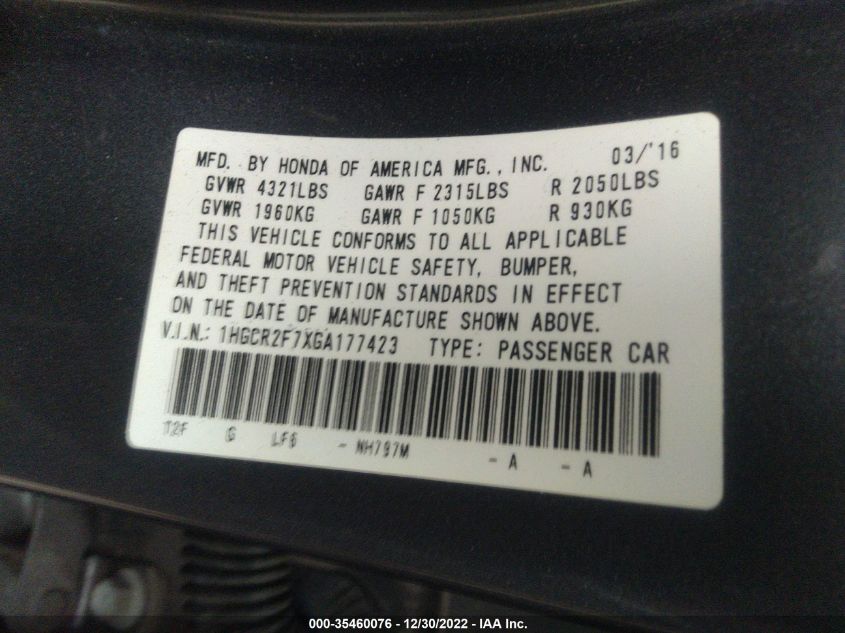 MFD. BY HONDA OF AMERICA MFG., INC. 03/'16
GVWR 4321LBS GAWR F 2315LBS R 2050LBS
GVWR 1960KG GAWR F 1050KG R 930KG
THIS VEHICLE CONFORMS TO ALL APPLICABLE
FEDERAL MOTOR VEHICLE SAFETY, BUMPER,
AND THEFT PREVENTION STANDARDS IN EFFECT
ON THE DATE OF MANUFACTURE SHOWN ABOVE.
V.I.N.: 1HGCR2F7XGA177423 TYPE: PASSENGER CAR
T2F G LF6 - NH797M - A - A
000-35460076 - 12/30/2022 - IAA Inc.